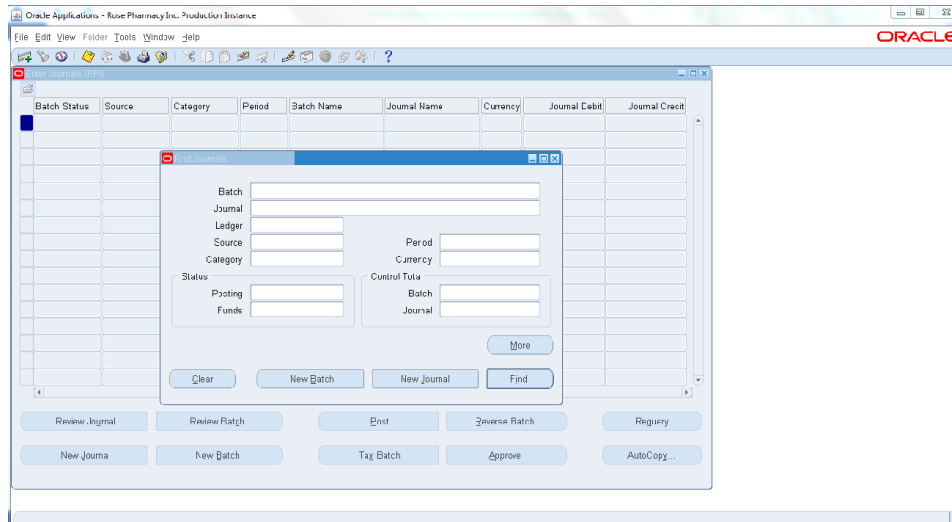 Oracle Applications - Rose Pharmacy Inc. Production Instance
File Edit View Folder Tools Window Help
ORACLE
Enter Journals (RPI)
Batch Status Source Category Period Batch Name Journal Name Currency Journal Debit Journal Credit
Find Journals
Batch
Journal
Ledger
Source Period
Category Currency
Status Control Total
Posting Batch
Funds Journal
More
Clear New Batch New Journal Find
Review Journal Review Batch Post Reverse Batch Requery
New Journal New Batch Tax Batch Approve AutoCopy...